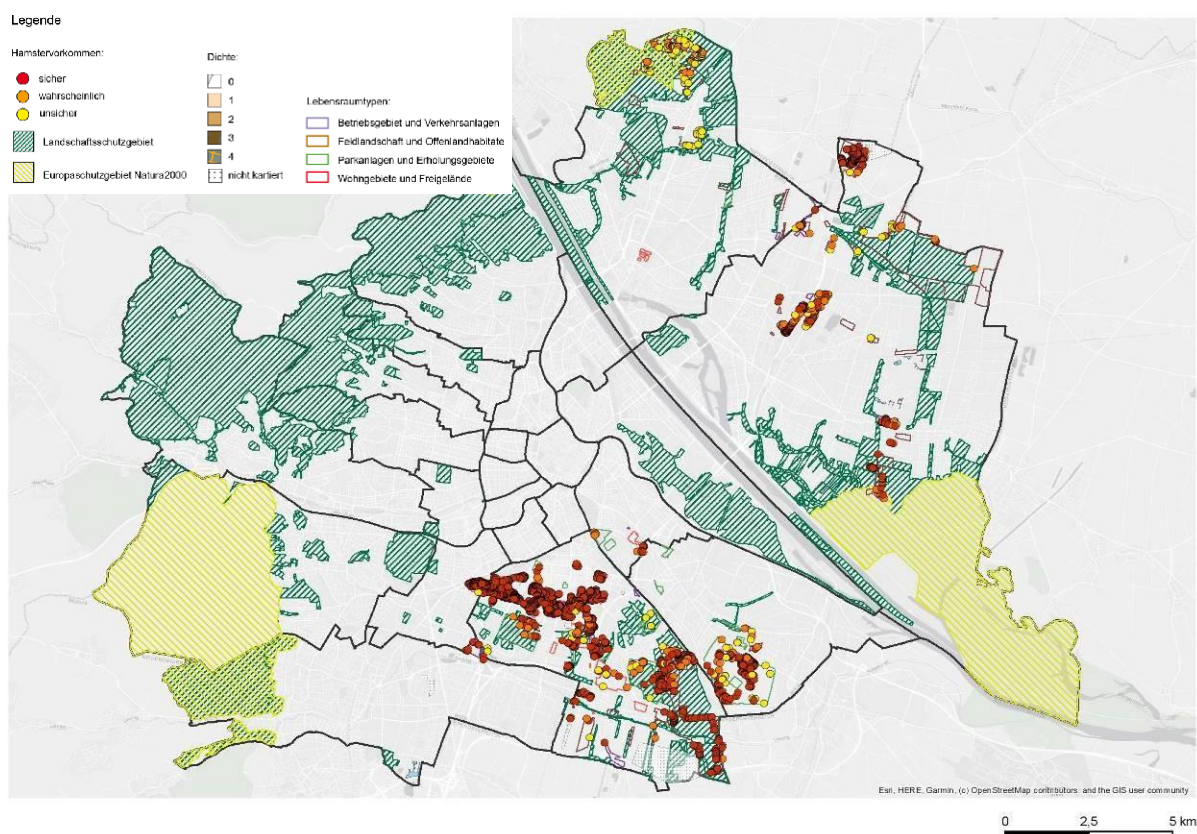 Legende
Hamstervorkommen:
sicher
wahrscheinlich
unsicher
Landschaftsschutzgebiet
Europaschutzgebiet Natura2000
Dichte:
0
1
2
3
4
nicht kartiert
Lebensraumtypen:
Betriebsgebiet und Verkehrsanlagen
Feldlandschaft und Offenlandhabitate
Parkanlagen und Erholungsgebiete
Wohngebiete und Freigelände
Esri, HERE, Garmin, (c) OpenStreetMap contributors, and the GIS user community
0 2,5 5 km